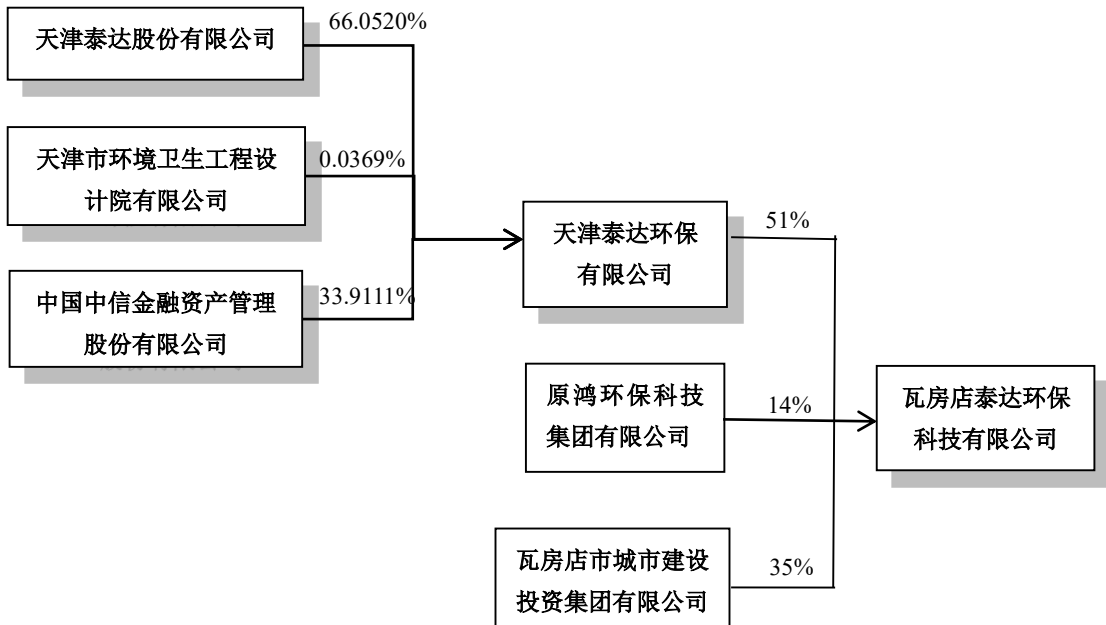 天津泰达股份有限公司
66.0520%
天津市环境卫生工程设
计院有限公司
0.0369%
中国中信金融资产管理
股份有限公司
33.9111%
天津泰达环保
有限公司
51%
原鸿环保科技
集团有限公司
14%
瓦房店市城市建设
投资集团有限公司
35%
瓦房店泰达环保
科技有限公司